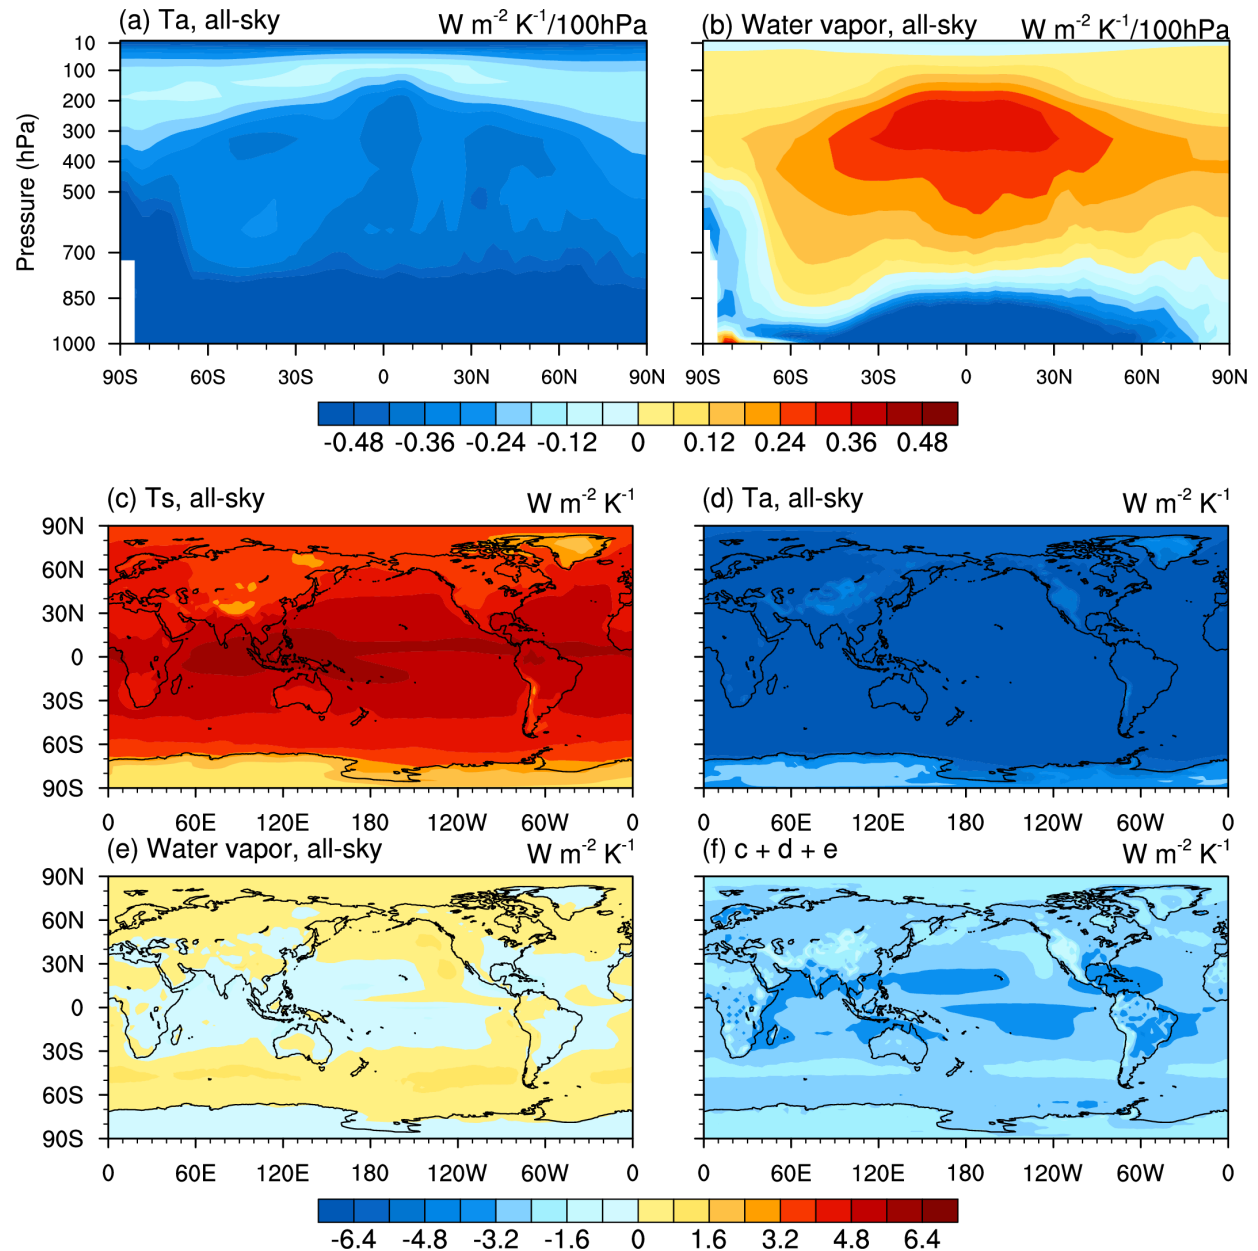 (a) Ta, all-sky W m-2 K-1/100hPa
(b) Water vapor, all-sky W m-2 K-1/100hPa
Pressure (hPa)
10
100
200
300
400
500
700
850
1000
90S 60S 30S 0 30N 60N 90N
90S 60S 30S 0 30N 60N 90N
-0.48 -0.36 -0.24 -0.12 0 0.12 0.24 0.36 0.48
(c) Ts, all-sky W m-2 K-1
90N
60N
30N
0
30S
60S
90S
0 60E 120E 180 120W 60W 0
(d) Ta, all-sky W m-2 K-1
0 60E 120E 180 120W 60W 0
(e) Water vapor, all-sky W m-2 K-1
90N
60N
30N
0
30S
60S
90S
0 60E 120E 180 120W 60W 0
(f) c + d + e W m-2 K-1
0 60E 120E 180 120W 60W 0
-6.4 -4.8 -3.2 -1.6 0 1.6 3.2 4.8 6.4